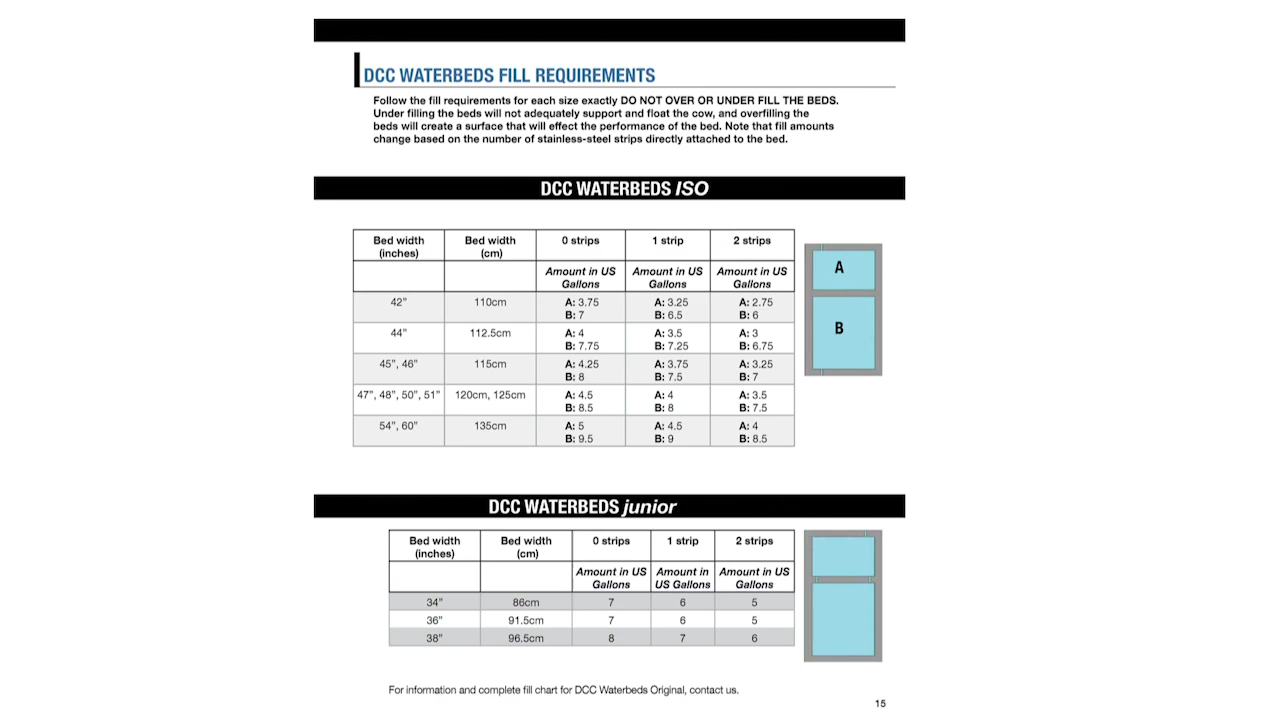 DCC WATERBEDS FILL REQUIREMENTS
Follow the fill requirements for each size exactly DO NOT OVER OR UNDER FILL THE BEDS.
Under filling the beds will not adequately support and float the cow, and overfilling the
beds will create a surface that will effect the performance of the bed. Note that fill amounts
change based on the number of stainless-steel strips directly attached to the bed.
DCC WATERBEDS ISO
Bed width (inches) Bed width (cm) 0 strips 1 strip 2 strips
Amount in US Gallons Amount in US Gallons Amount in US Gallons
42" 110cm A: 3.75 A: 3.25 A: 2.75
B: 7 B: 6.5 B: 6
44" 112.5cm A: 4 A: 3.5 A: 3
B: 7.75 B: 7.25 B: 6.75
45", 46" 115cm A: 4.25 A: 3.75 A: 3.25
B: 8 B: 7.5 B: 7
47", 48", 50", 51" 120cm, 125cm A: 4.5 A: 4 A: 3.5
B: 8.5 B: 8 B: 7.5
54", 60" 135cm A: 5 A: 4.5 A: 4
B: 9.5 B: 9 B: 8.5
A
B
DCC WATERBEDS junior
Bed width (inches) Bed width (cm) 0 strips 1 strip 2 strips
Amount in US Gallons Amount in US Gallons Amount in US Gallons
34" 86cm 7 6 5
36" 91.5cm 7 6 5
38" 96.5cm 8 7 6
For information and complete fill chart for DCC Waterbeds Original, contact us.
15